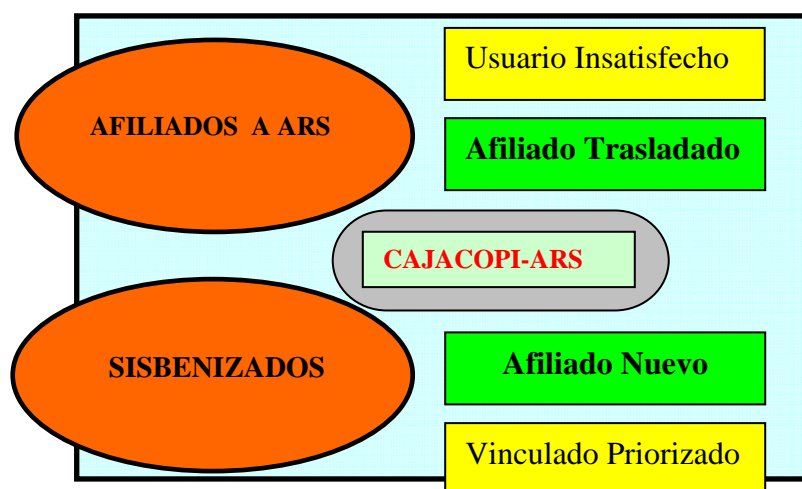 Usuario Insatisfecho
AFILIADOS A ARS
Afiliado Trasladado
CAJACOPI-ARS
SISBENIZADOS
Afiliado Nuevo
Vinculado Priorizado